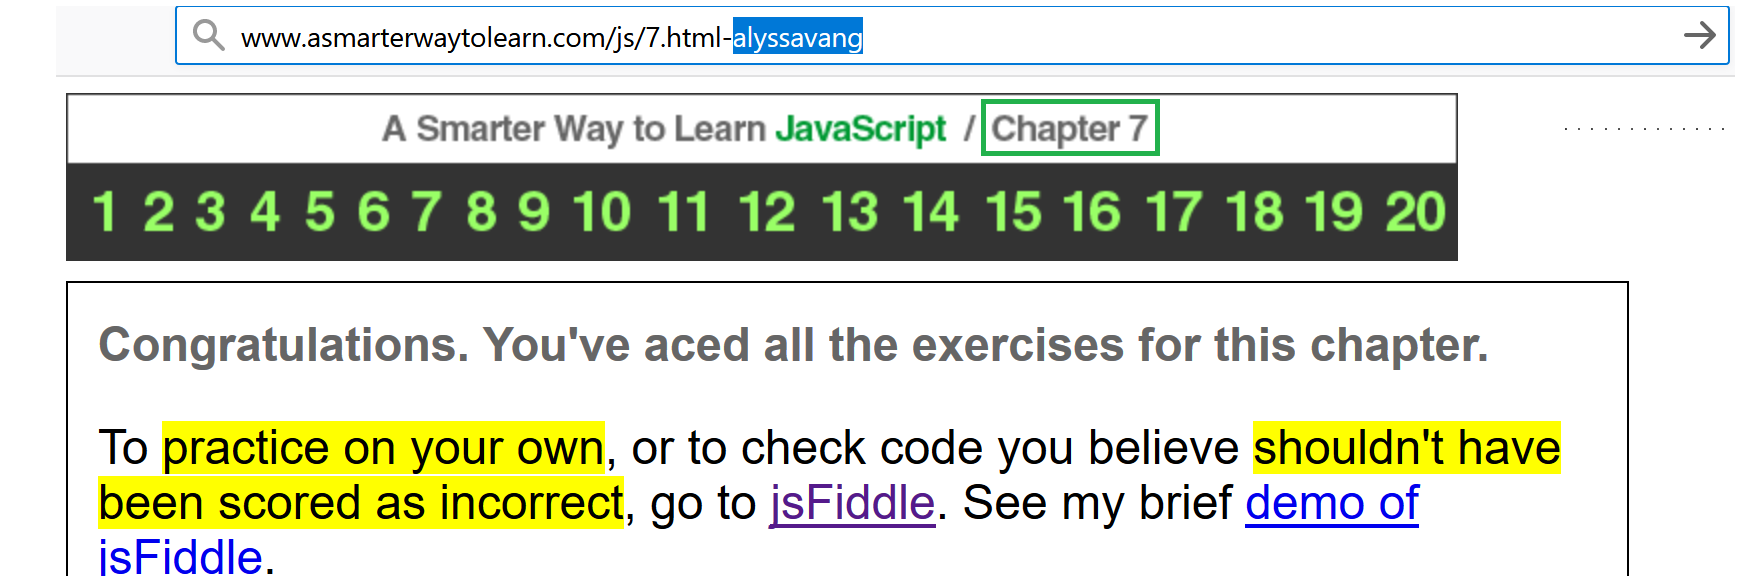 www.asmarterwaytolearn.com/js/7.html-alyssavang
A Smarter Way to Learn JavaScript / Chapter 7
1 2 3 4 5 6 7 8 9 10 11 12 13 14 15 16 17 18 19 20
Congratulations. You've aced all the exercises for this chapter.
To practice on your own, or to check code you believe shouldn't have
been scored as incorrect, go to jsFiddle. See my brief demo of
jsFiddle.